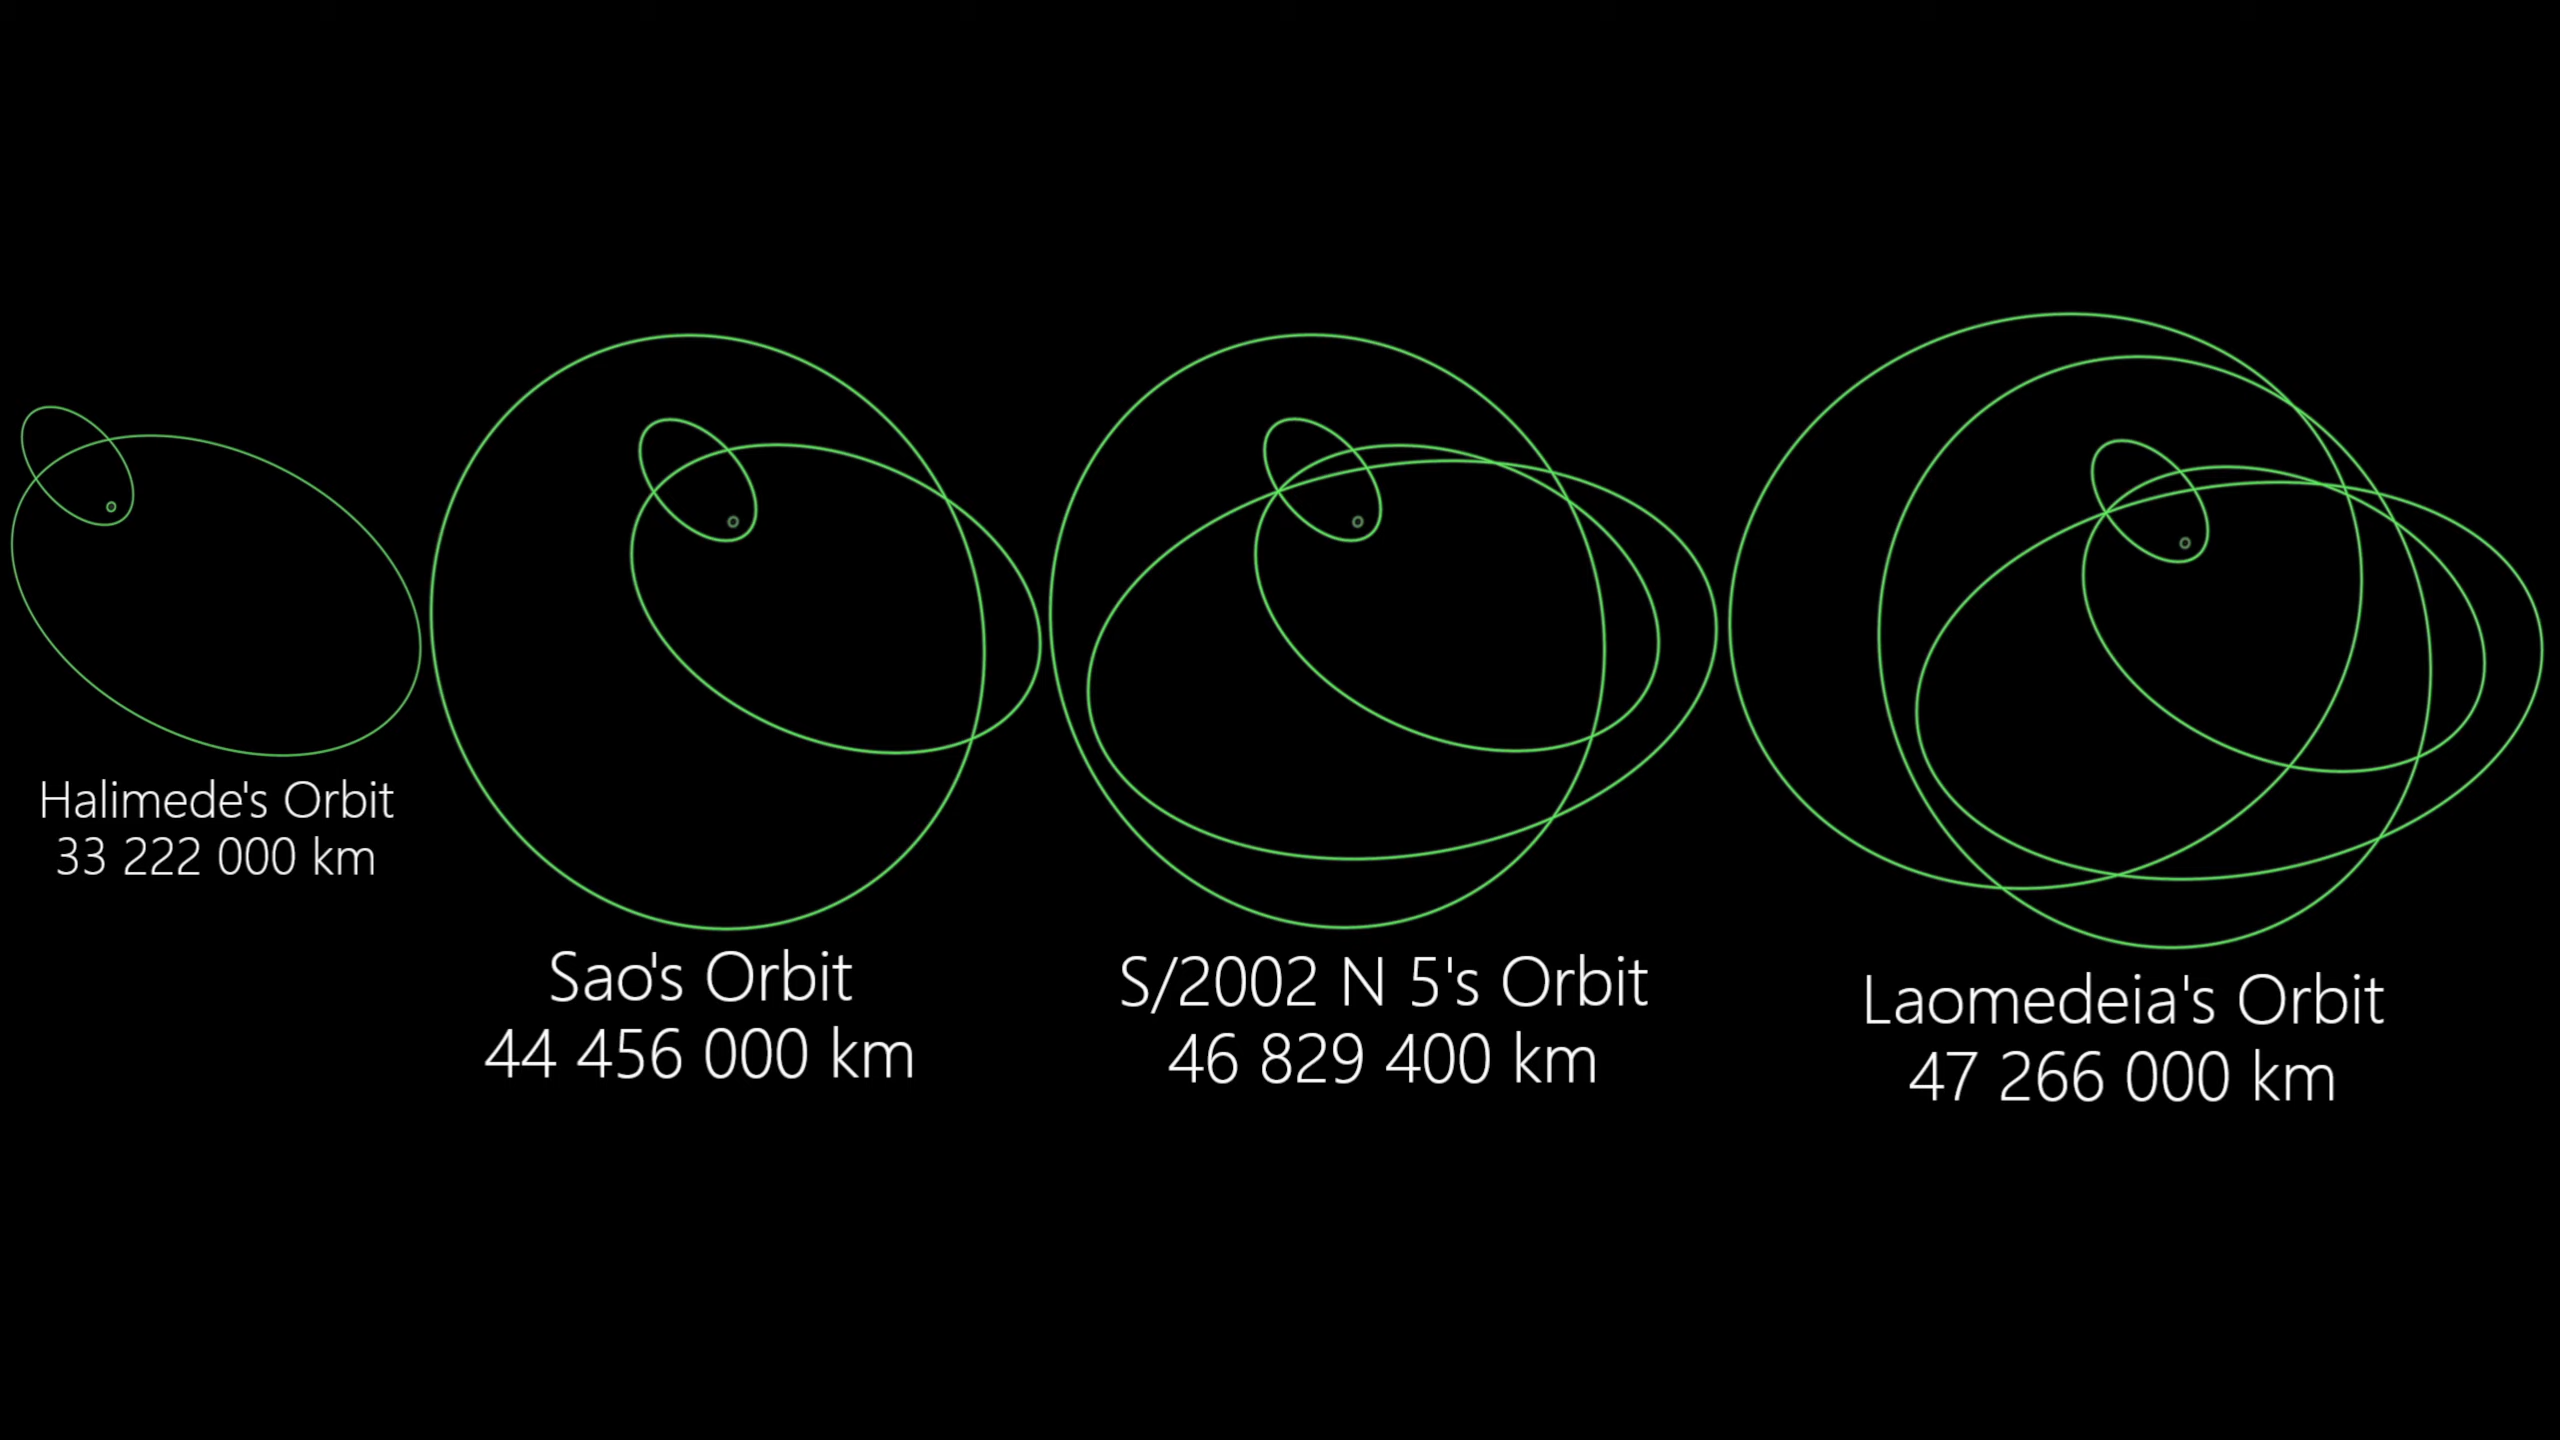 Halimede's Orbit
33 222 000 km
Sao's Orbit
44 456 000 km
S/2002 N 5's Orbit
46 829 400 km
Laomedeia's Orbit
47 266 000 km